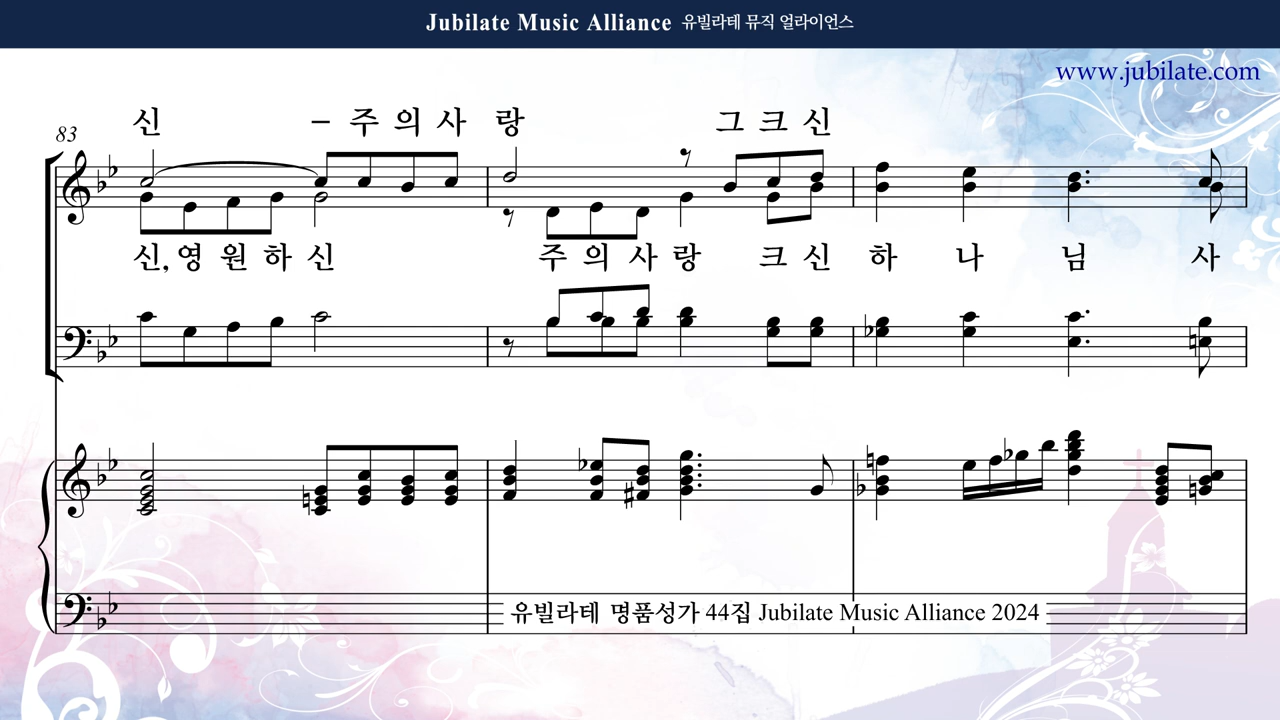 Jubilate Music Alliance 유빌라테 뮤직 얼라이언스
www.jubilate.com
신 – 주 의 사 랑 그 크 신
83
신, 영 원 하 신 주 의 사 랑 크 신 하 나 님 사
유빌라테 명품성가 44집 Jubilate Music Alliance 2024